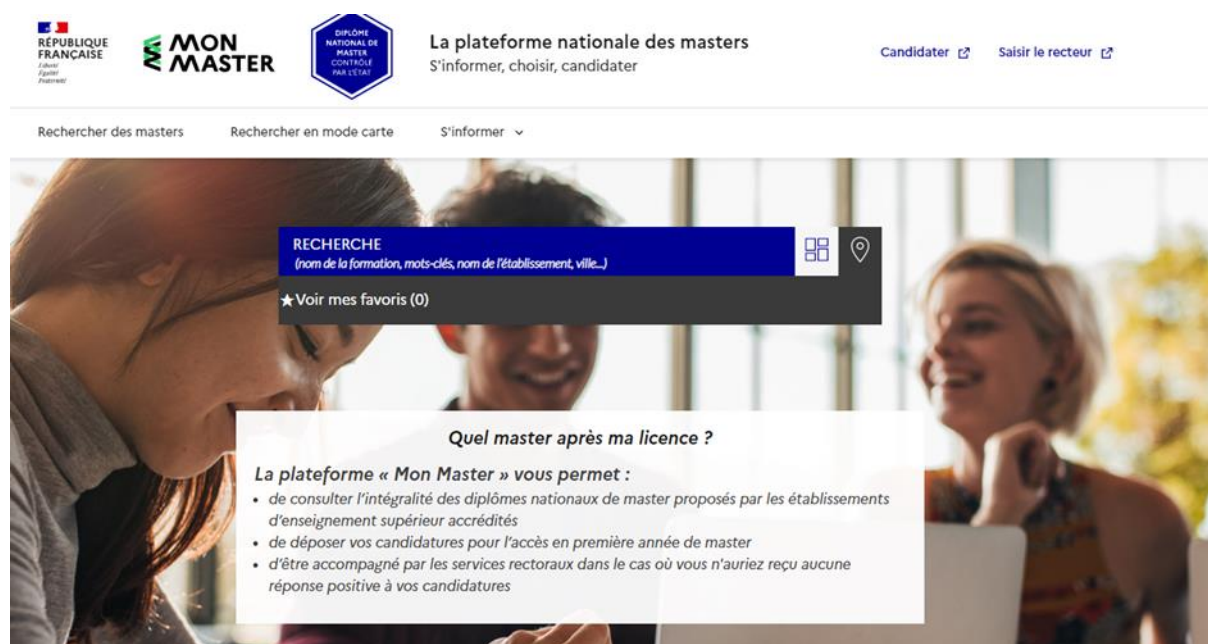 RÉPUBLIQUE
FRANÇAISE
Liberté
Égalité
Fraternité
MON
MASTER
DIPLÔME
NATIONAL DE
MASTER
CONTRÔLÉ
PAR L'ÉTAT
La plateforme nationale des masters
S'informer, choisir, candidater
Candidater
Saisir le recteur
Rechercher des masters
Rechercher en mode carte
S'informer
RECHERCHE
(nom de la formation, mots-clés, nom de l'établissement, ville...)
★Voir mes favoris (0)
Quel master après ma licence ?
La plateforme « Mon Master » vous permet :
• de consulter l'intégralité des diplômes nationaux de master proposés par les établissements
d'enseignement supérieur accrédités
• de déposer vos candidatures pour l'accès en première année de master
• d'être accompagné par les services rectoraux dans le cas où vous n'auriez reçu aucune
réponse positive à vos candidatures